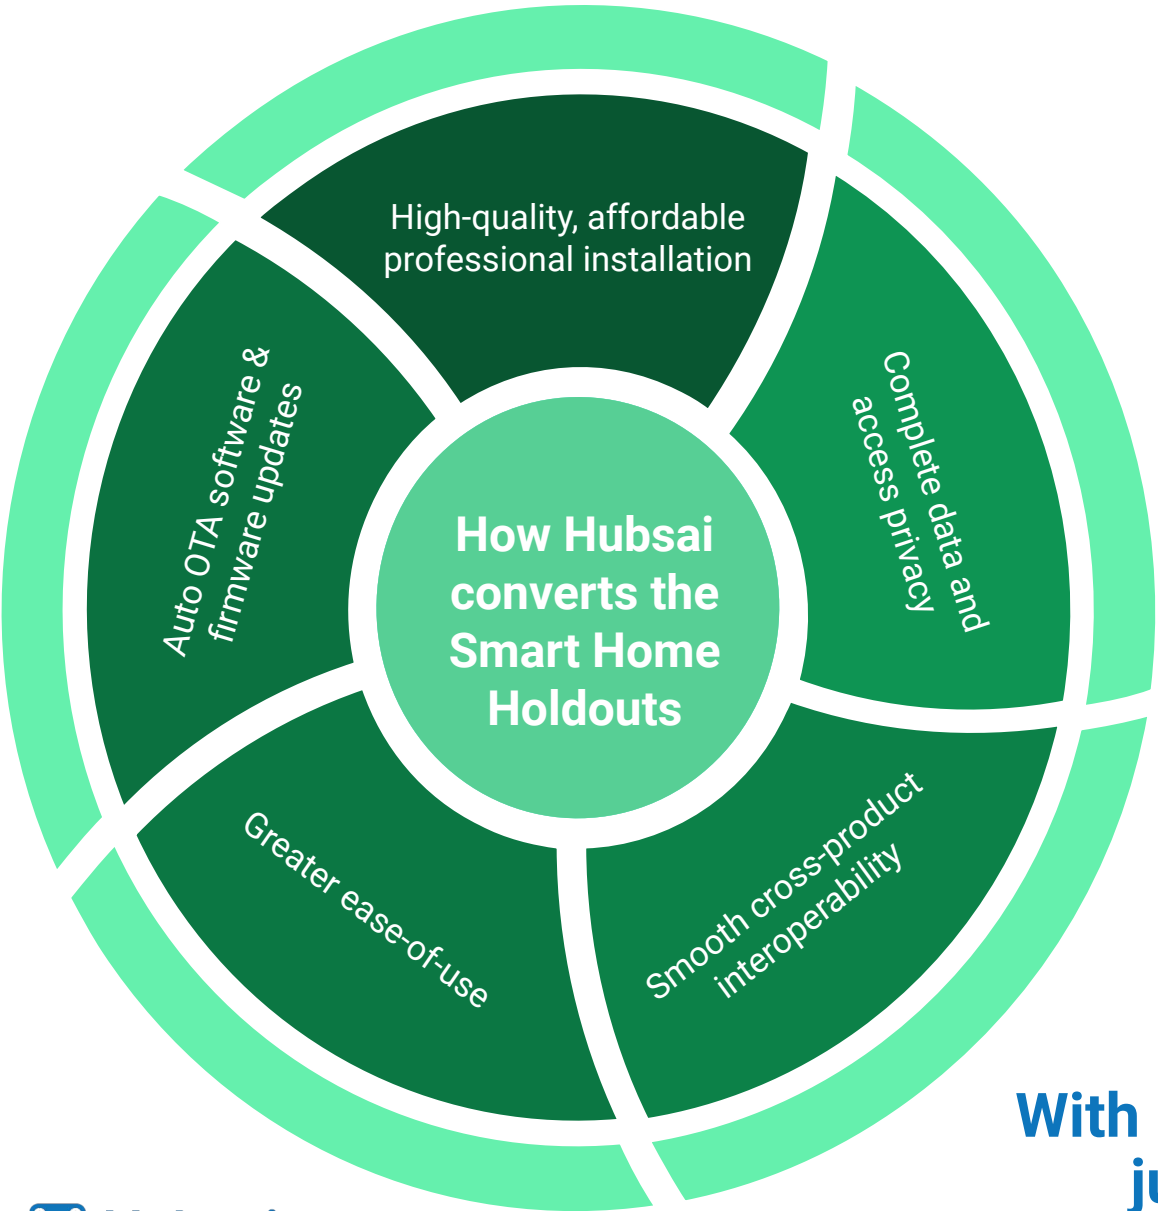 High-quality, affordable
professional installation
Complete data and
access privacy
Smooth cross-product
interoperability
Greater ease-of-use
Auto OTA software &
firmware updates
How Hubsai
converts the
Smart Home
Holdouts
With